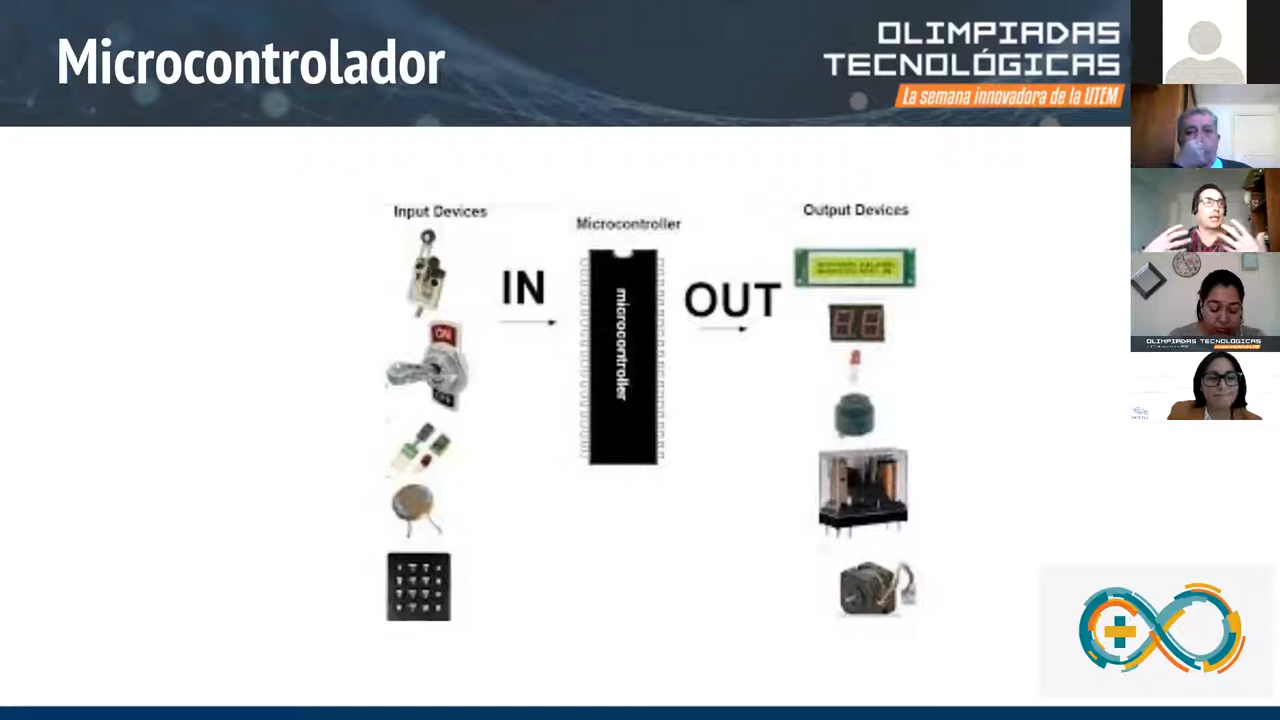 Microcontrolador
OLIMPIADAS
TECNOLÓGICAS
La semana innovadora de la UTEM
Input Devices
Microcontroller
Output Devices
IN
OUT
microcontroller
ON
OFF
OLIMPIADAS TECNOLÓGICAS